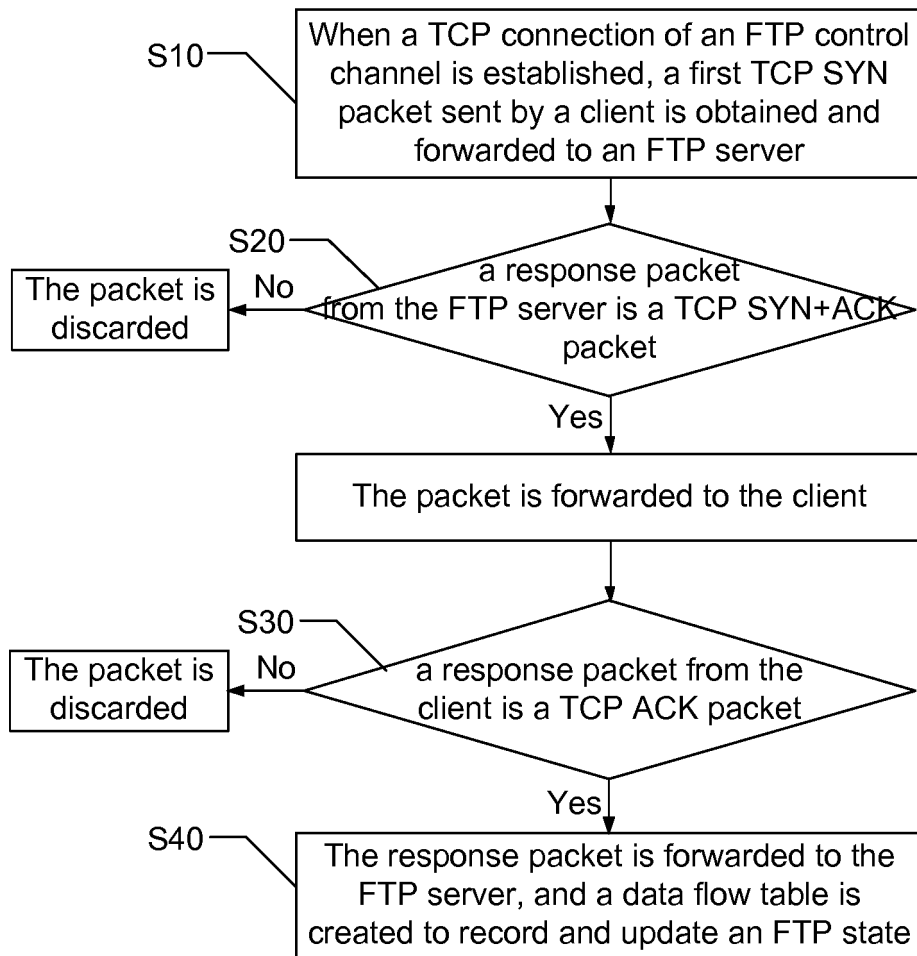 S10
When a TCP connection of an FTP control
channel is established, a first TCP SYN
packet sent by a client is obtained and
forwarded to an FTP server
S20
a response packet
from the FTP server is a TCP SYN+ACK
packet
No
The packet is
discarded
Yes
The packet is forwarded to the client
S30
a response packet from the
client is a TCP ACK packet
No
The packet is
discarded
Yes
S40
The response packet is forwarded to the
FTP server, and a data flow table is
created to record and update an FTP state